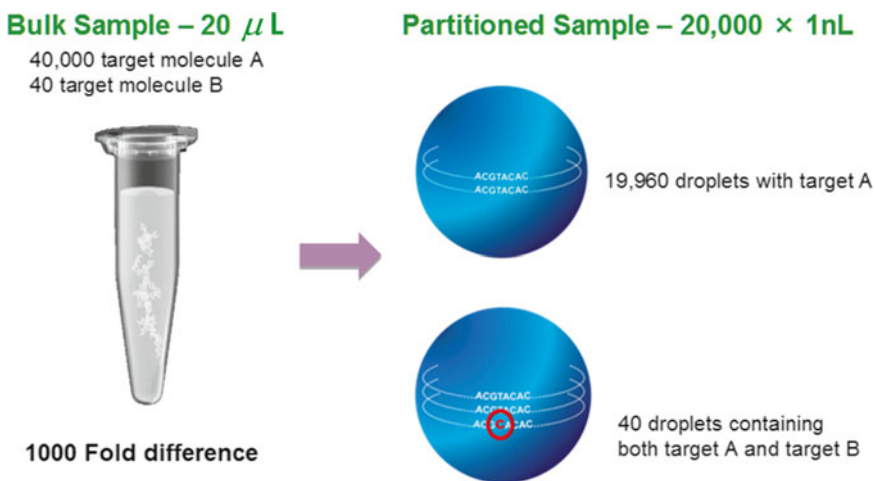 Bulk Sample – 20 μL
40,000 target molecule A
40 target molecule B
1000 Fold difference
Partitioned Sample – 20,000 × 1nL
ACGTACAC
ACGTACAC
19,960 droplets with target A
ACGTACAC
ACGTACAC
ACGCACAC
40 droplets containing
both target A and target B